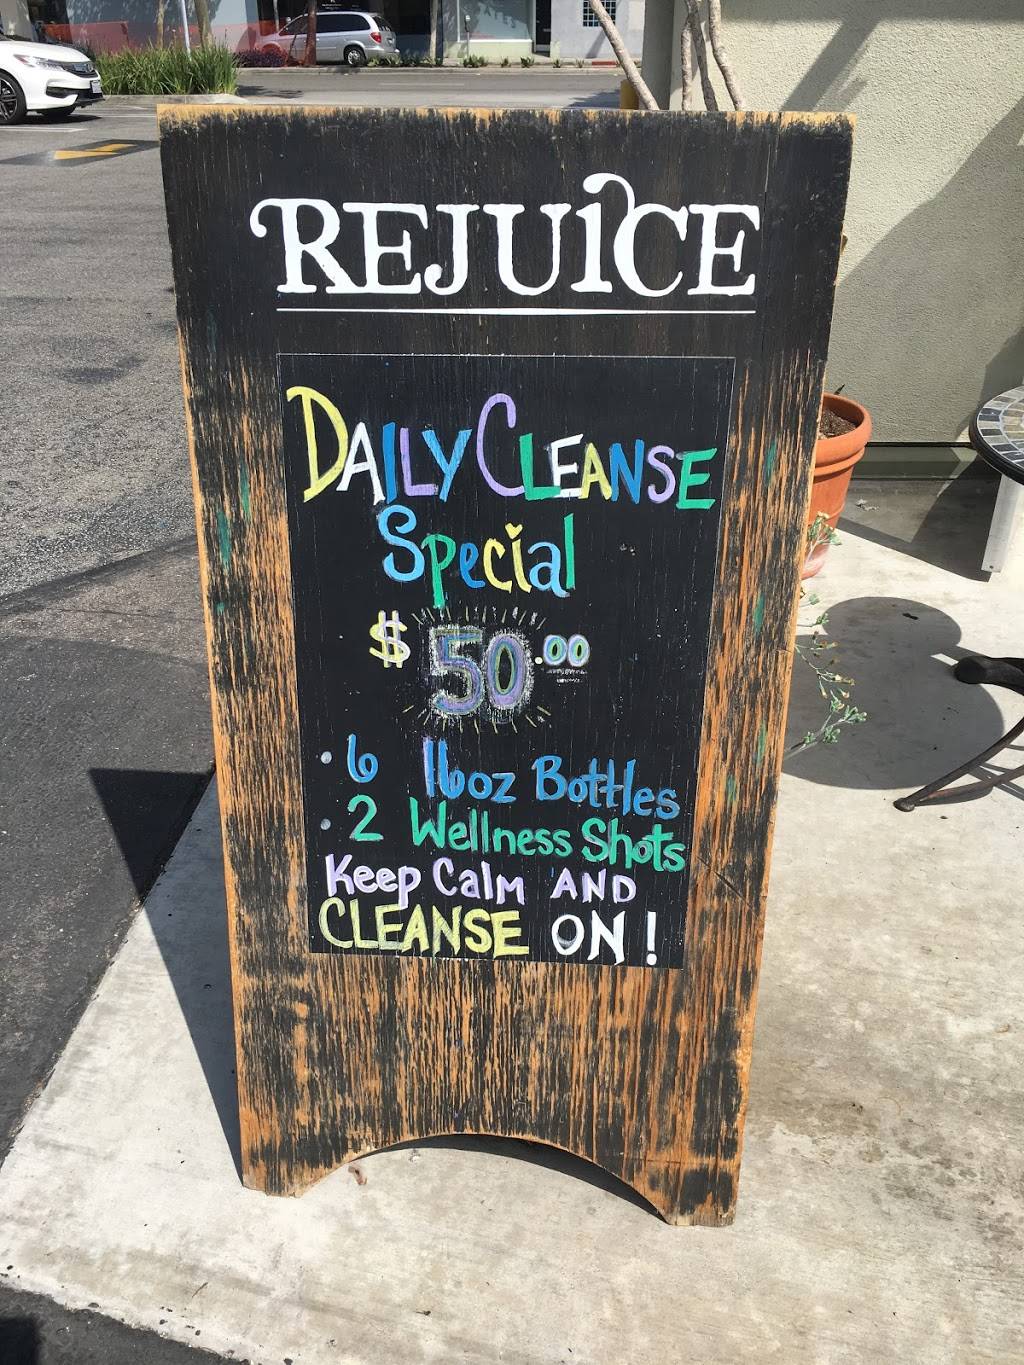 REJUiCE
DAILY CLEANSE
Special
$ 50.00
• 6 16oz Bottles
• 2 Wellness Shots
Keep Calm AND
CLEANSE ON!